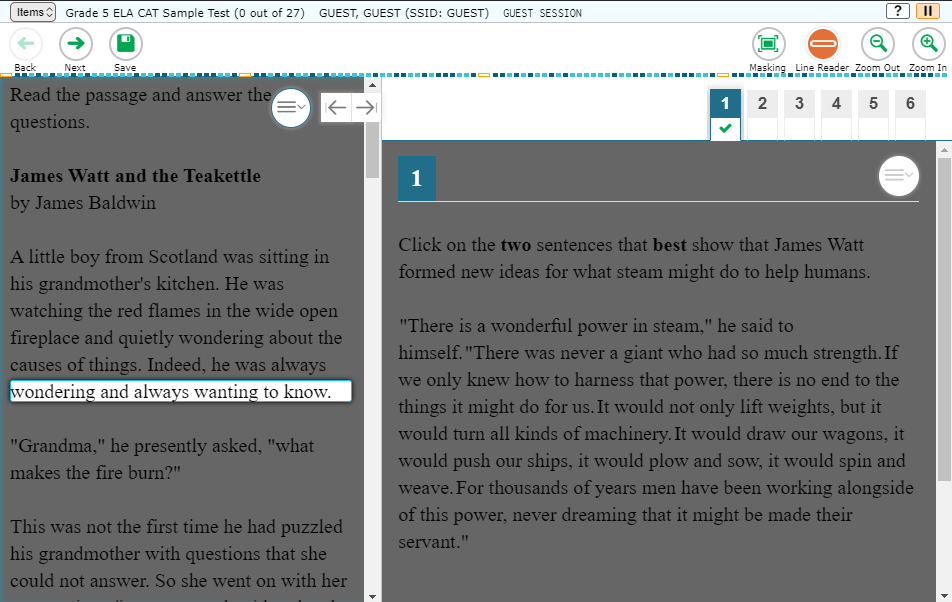 Items Grade 5 ELA CAT Sample Test (0 out of 27) GUEST, GUEST (SSID: GUEST) GUEST SESSION ?
Back Next Save Masking Line Reader Zoom Out Zoom In
Read the passage and answer the
questions.
James Watt and the Teakettle
by James Baldwin
A little boy from Scotland was sitting in
his grandmother's kitchen. He was
watching the red flames in the wide open
fireplace and quietly wondering about the
causes of things. Indeed, he was always
wondering and always wanting to know.
"Grandma," he presently asked, "what
makes the fire burn?"
This was not the first time he had puzzled
his grandmother with questions that she
could not answer. So she went on with her
1 2 3 4 5 6
1
Click on the two sentences that best show that James Watt
formed new ideas for what steam might do to help humans.
"There is a wonderful power in steam," he said to
himself. "There was never a giant who had so much strength. If
we only knew how to harness that power, there is no end to the
things it might do for us. It would not only lift weights, but it
would turn all kinds of machinery. It would draw our wagons, it
would push our ships, it would plow and sow, it would spin and
weave. For thousands of years men have been working alongside
of this power, never dreaming that it might be made their
servant."